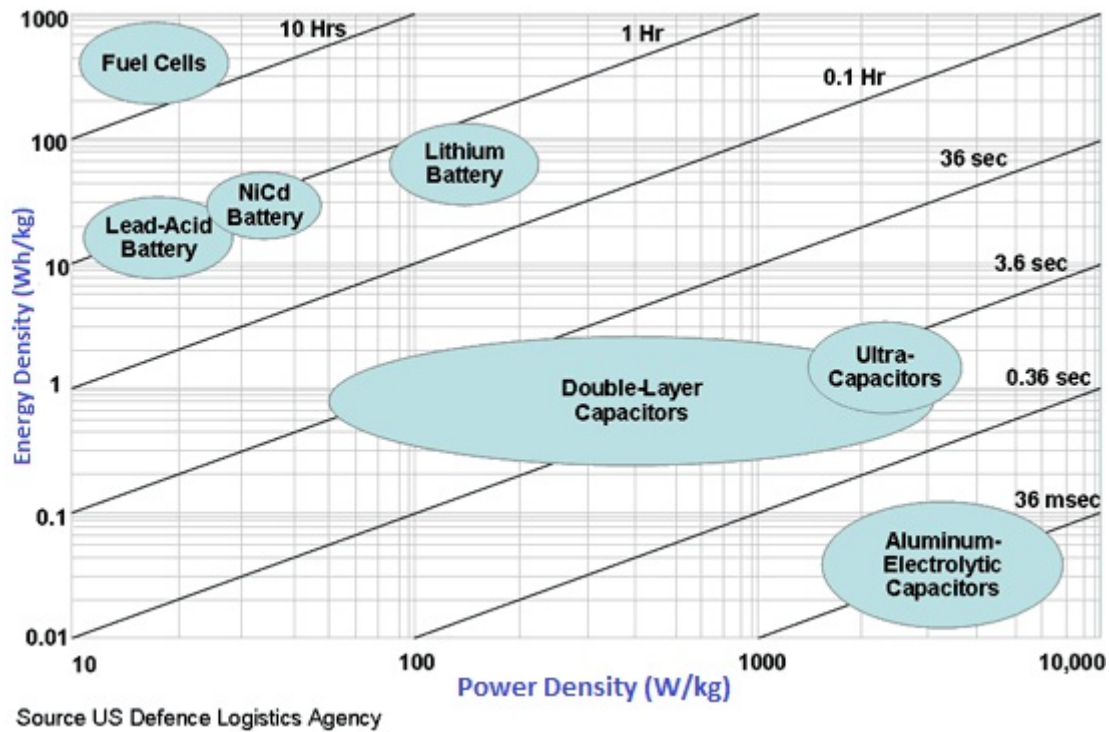 1000
10 Hrs
1 Hr
0.1 Hr
Fuel Cells
100
Lithium
Battery
36 sec
NiCd
Battery
Lead-Acid
Battery
10
3.6 sec
Energy Density (Wh/kg)
Ultra-
Capacitors
1
Double-Layer
Capacitors
0.36 sec
0.1
36 msec
Aluminum-
Electrolytic
Capacitors
0.01
10
100
1000
10,000
Power Density (W/kg)
Source US Defence Logistics Agency